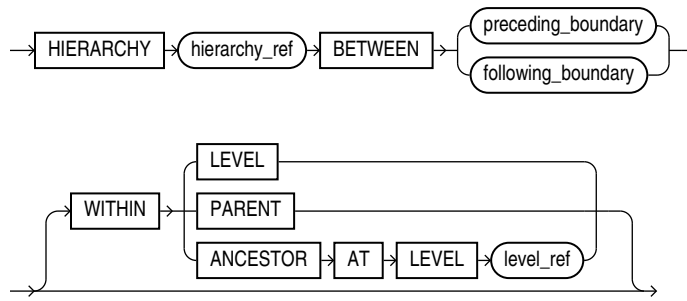 HIERARCHY hierarchy_ref BETWEEN preceding_boundary
following_boundary
LEVEL
WITHIN PARENT
ANCESTOR AT LEVEL level_ref